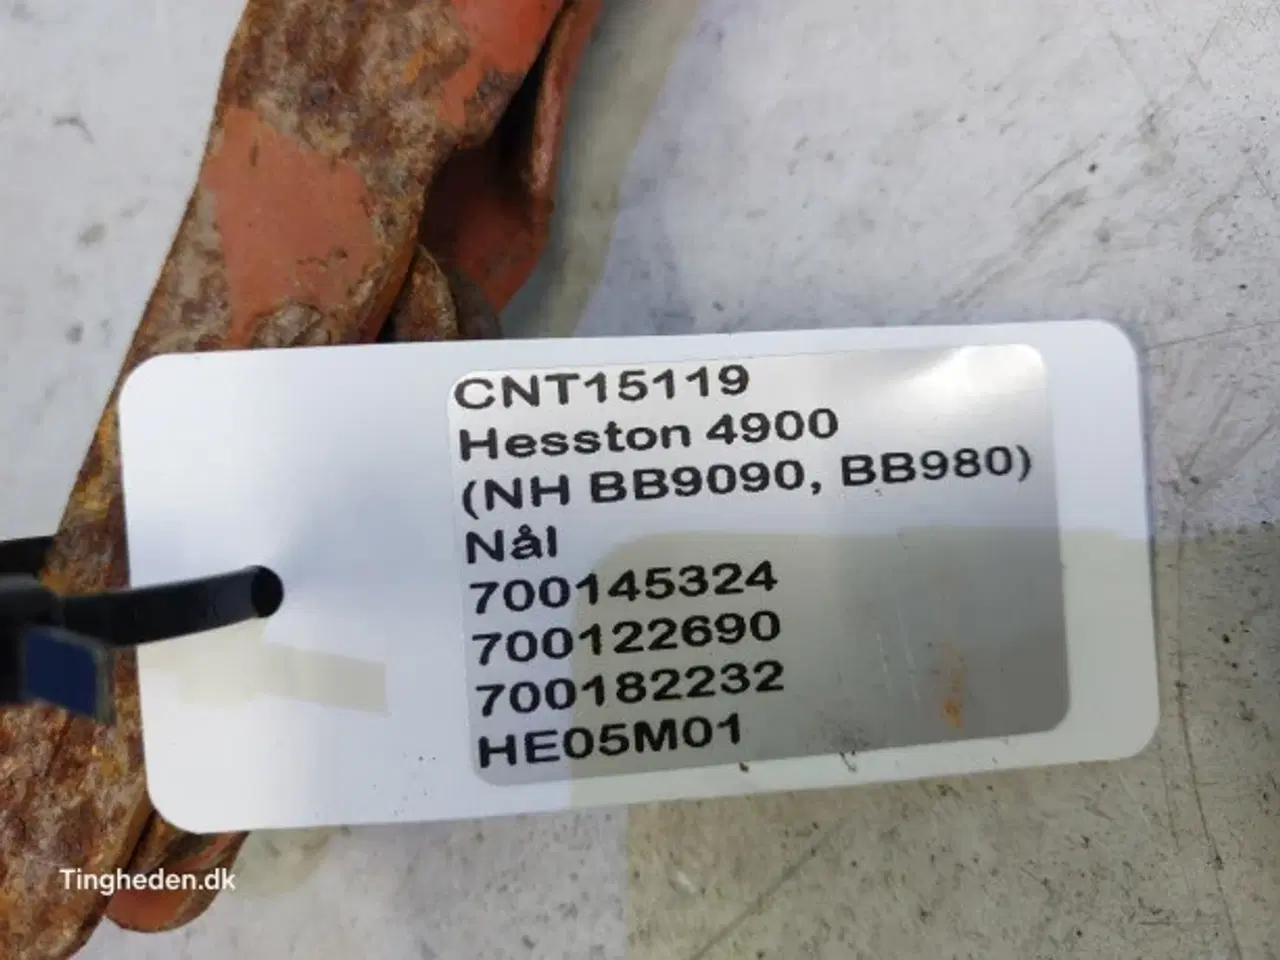 CNT15119
Hesston 4900
(NH BB9090, BB980)
Nål
700145324
700122690
700182232
HE05M01
Tingheden.dk